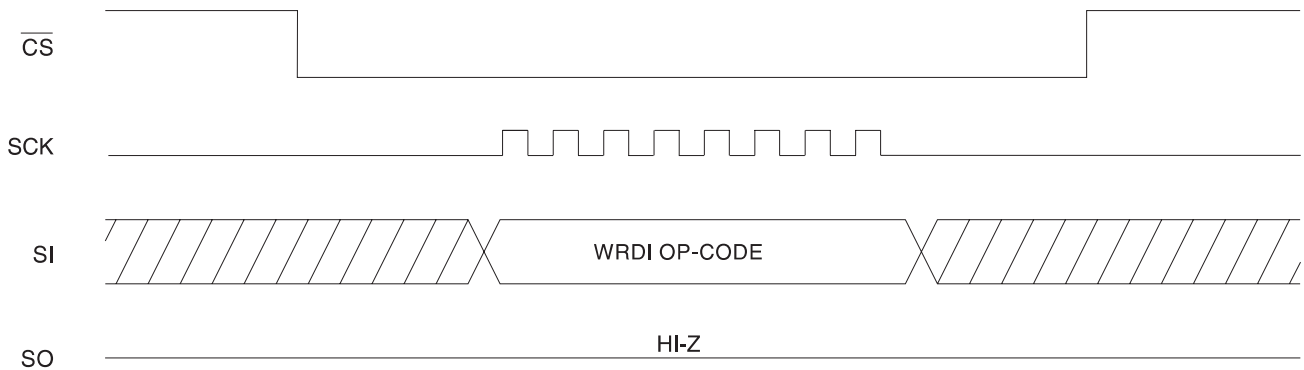 CS
SCK
SI
WRDI OP-CODE
HI-Z
SO